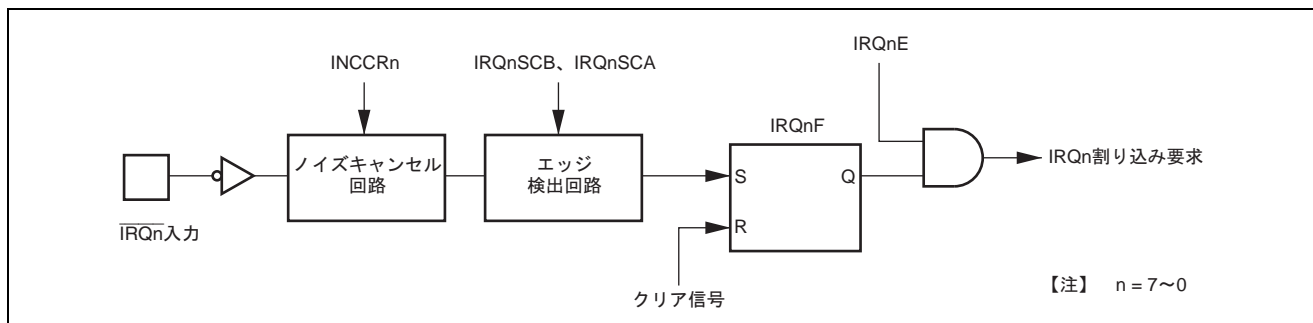 IRQnE
INCCRn
IRQnSCB、IRQnSCA
IRQnF
ノイズキャンセル
回路
エッジ
検出回路
S
Q
R
IRQn割り込み要求
IRQn入力
クリア信号
【注】 n = 7～0